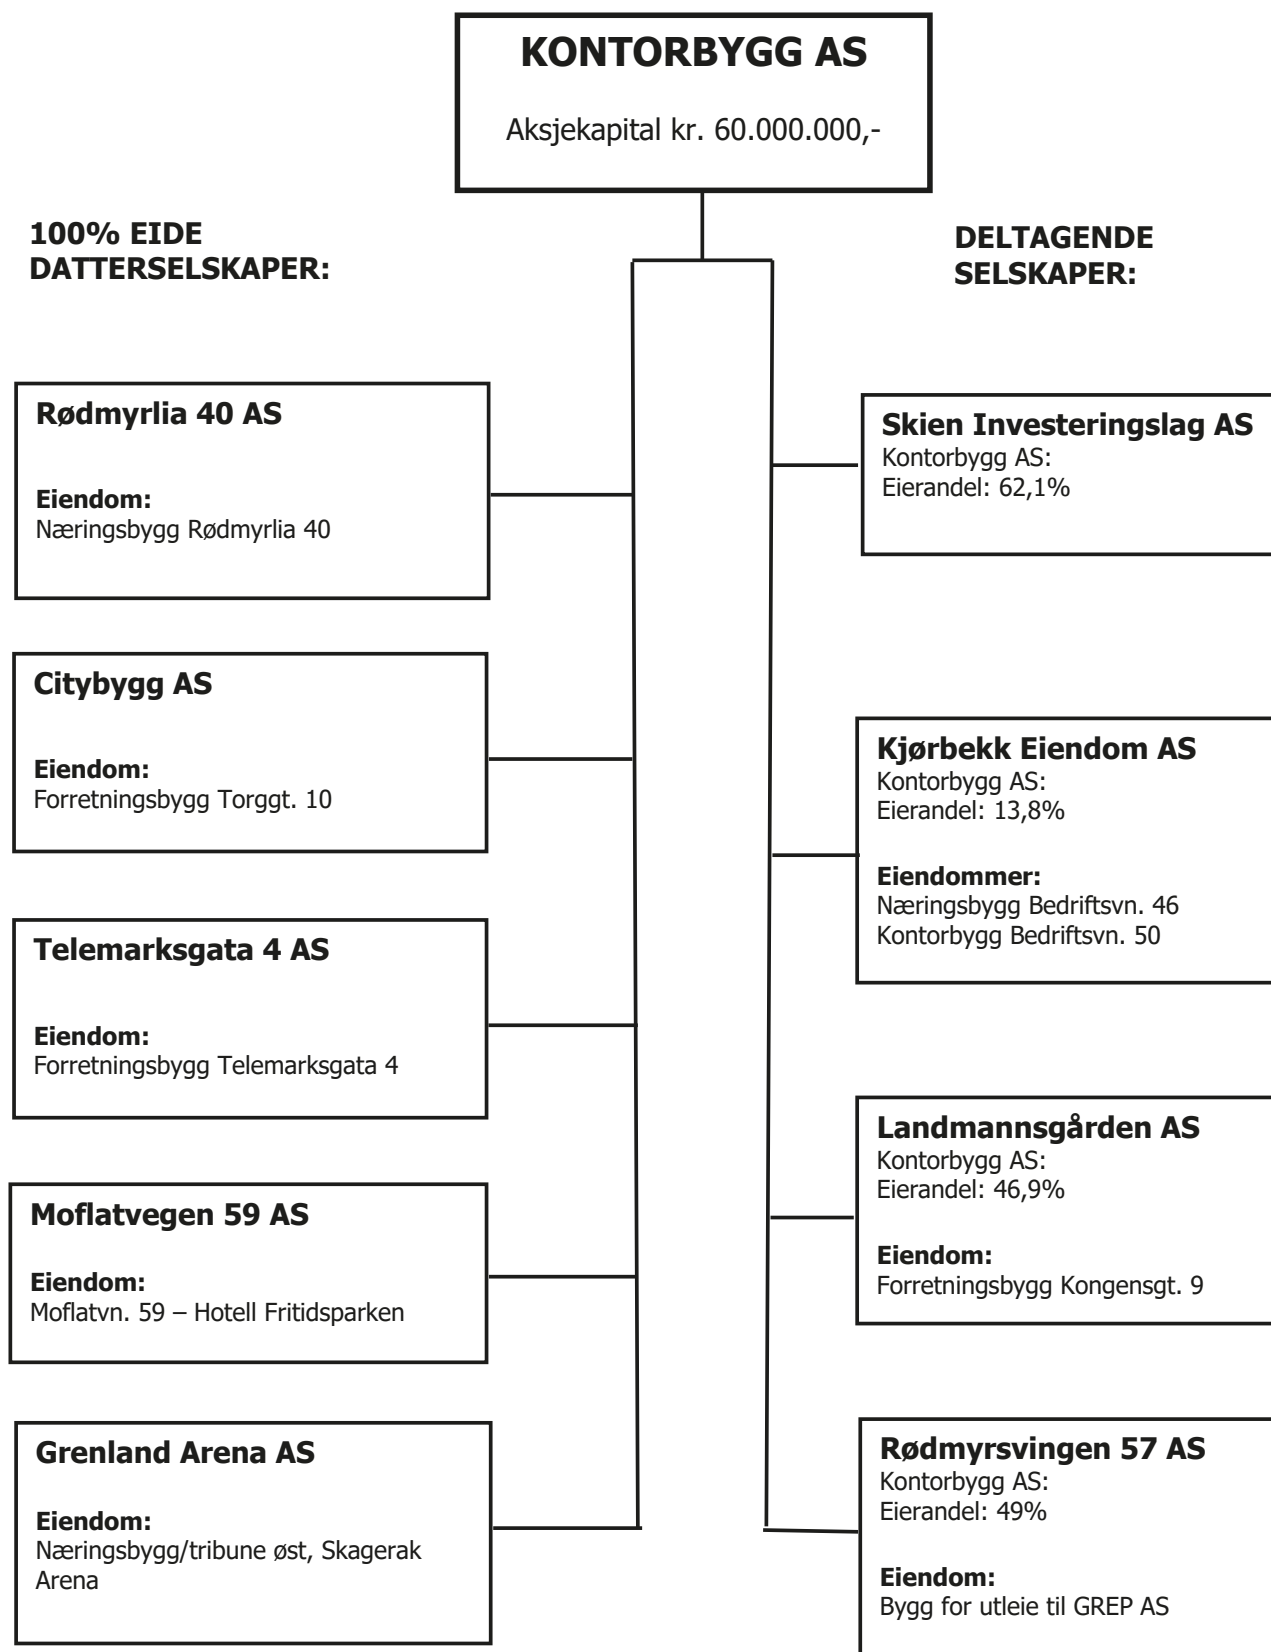 KONTORBYGG AS
Aksjekapital kr. 60.000.000,-
100% EIDE
DATTERSELSKAPER:
Rødmyrlia 40 AS
Eiendom:
Næringsbygg Rødmyrlia 40
Citybygg AS
Eiendom:
Forretningsbygg Torggt. 10
Telemarksgata 4 AS
Eiendom:
Forretningsbygg Telemarksgata 4
Moflatvegen 59 AS
Eiendom:
Moflatvn. 59 – Hotell Fritidsparken
Grenland Arena AS
Eiendom:
Næringsbygg/tribune øst, Skagerak
Arena
DELTAGENDE
SELSKAPER:
Skien Investeringslag AS
Kontorbygg AS:
Eierandel: 62,1%
Kjørbekk Eiendom AS
Kontorbygg AS:
Eierandel: 13,8%
Eiendommer:
Næringsbygg Bedriftsvn. 46
Kontorbygg Bedriftsvn. 50
Landmannsgården AS
Kontorbygg AS:
Eierandel: 46,9%
Eiendom:
Forretningsbygg Kongensgt. 9
Rødmyrsvingen 57 AS
Kontorbygg AS:
Eierandel: 49%
Eiendom:
Bygg for utleie til GREP AS